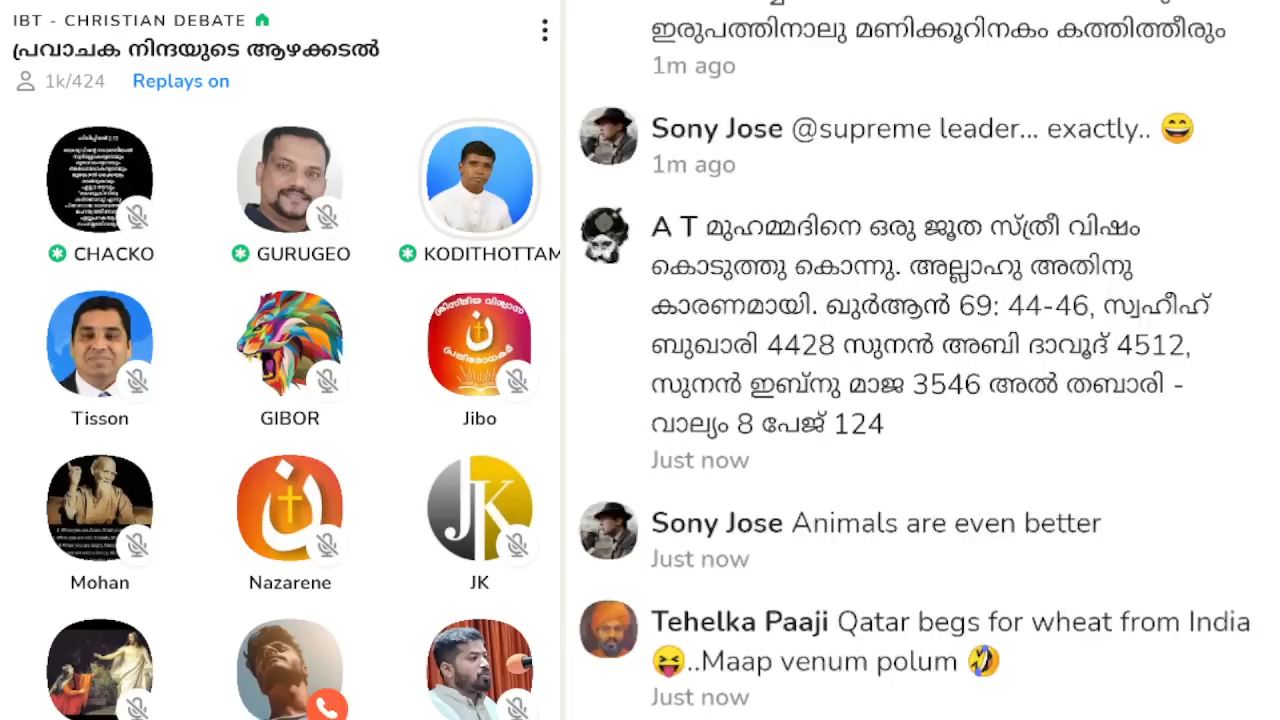 IBT - CHRISTIAN DEBATE
പ്രവാചക നിന്ദയുടെ ആഴക്കടൽ
1k/424 Replays on
CHACKO
GURUGEO
KODITHOTTAM
Tisson
GIBOR
ക്രിസ്തീയ വിശ്വാസ
പ്രതിരോധകർ
Jibo
Mohan
Nazarene
JK
JK
ഇരുപത്തിനാലു മണിക്കൂറിനകം കത്തിത്തീരും
1m ago
Sony Jose @supreme leader... exactly.. 😄
1m ago
A T മുഹമ്മദിനെ ഒരു ജൂത സ്ത്രീ വിഷം
കൊടുത്തു കൊന്നു. അല്ലാഹു അതിനു
കാരണമായി. ഖുർആൻ 69: 44-46, സ്വഹീഹ്
ബുഖാരി 4428 സുനൻ അബി ദാവൂദ് 4512,
സുനൻ ഇബ്നു മാജ 3546 അൽ തബാരി -
വാല്യം 8 പേജ് 124
Just now
Sony Jose Animals are even better
Just now
Tehelka Paaji Qatar begs for wheat from India
😝..Maap venum polum 🤣
Just now